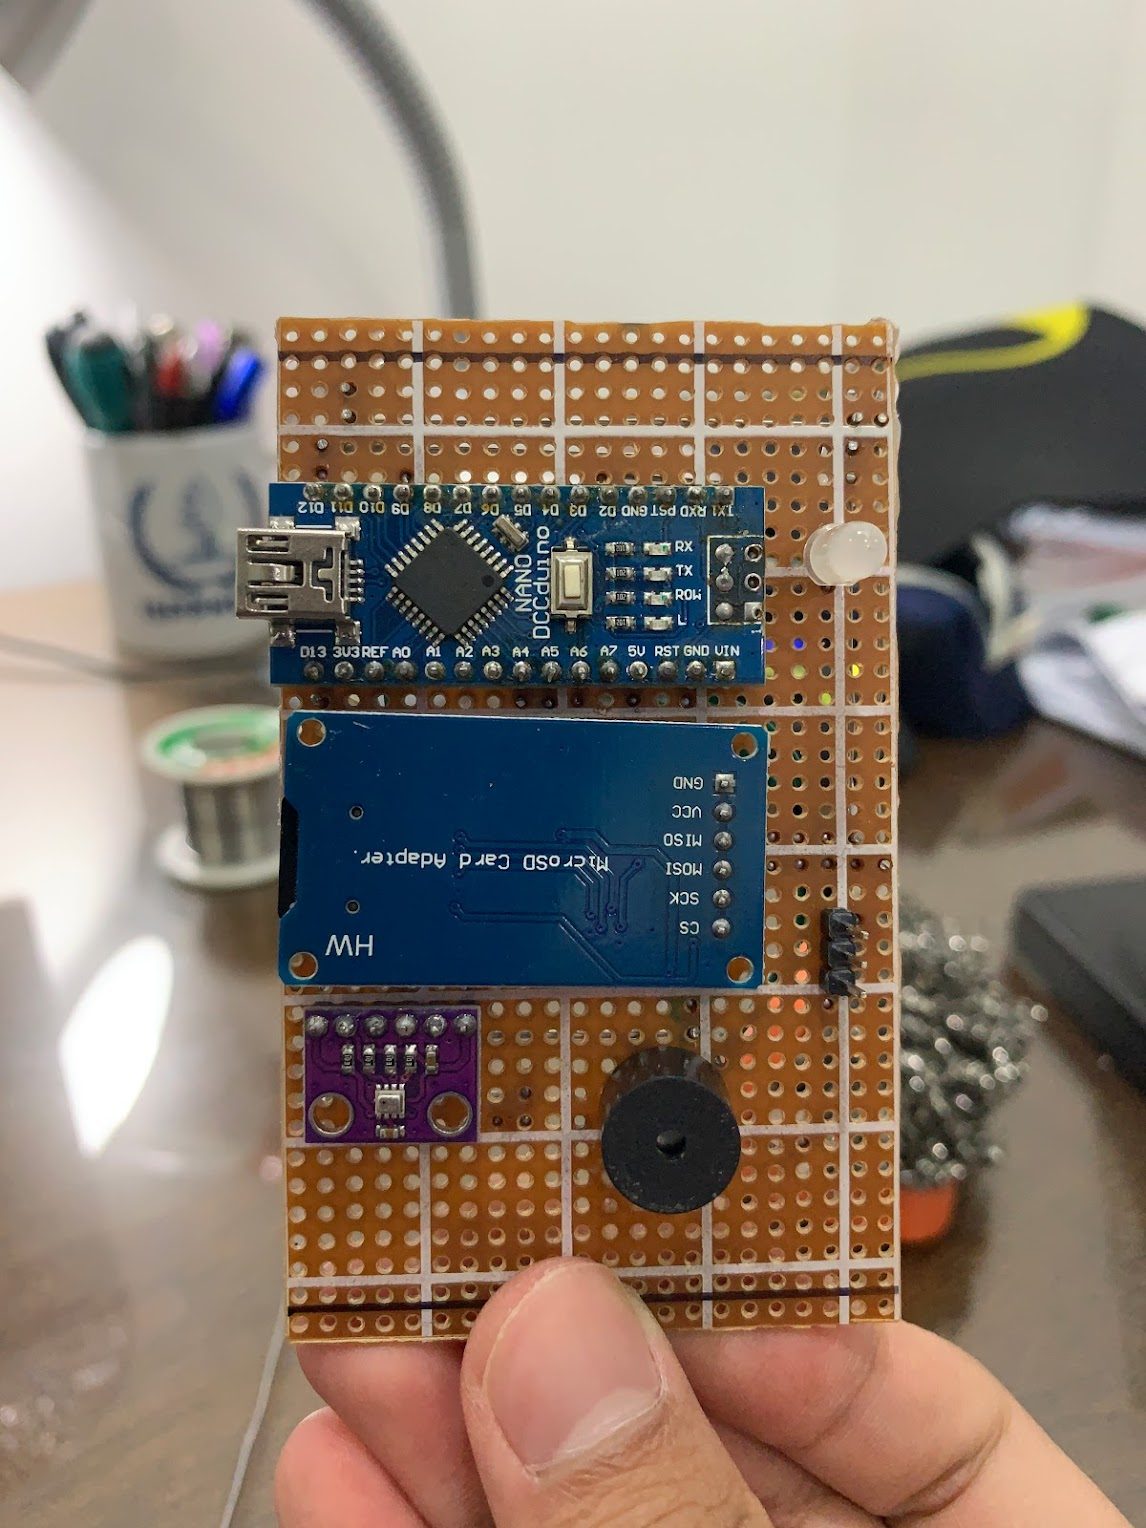 D12 D11 D10 D9 D8 D7 D6 D5 D4 D3 D2 GND PST RXD TX1
NANO
DCCduino
RX
TX
POW
L
D13 3V3 REF A0 A1 A2 A3 A4 A5 A6 A7 5V RST GND VIN
GND
VCC
MISO
MOSI
SCK
CS
MicroSD Card Adapter.
HW